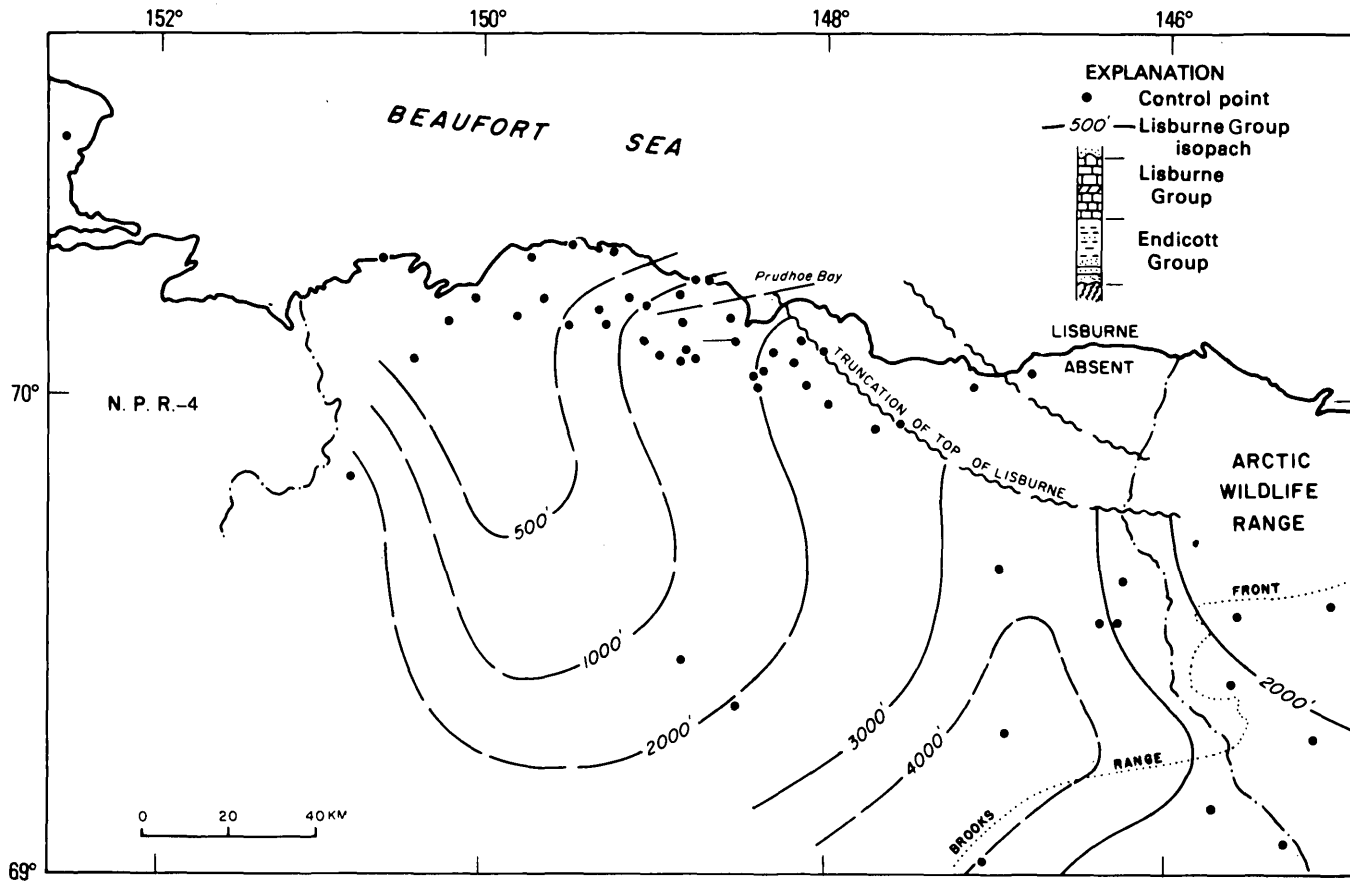 152° 150° 148° 146°
EXPLANATION
Control point
500' Lisburne Group
isopach
Lisburne
Group
Endicott
Group
BEAUFORT SEA
Prudhoe Bay
LISBURNE
ABSENT
TRUNCATION OF TOP OF LISBURNE
70°
N. P. R.-4
ARCTIC
WILDLIFE
RANGE
500'
FRONT
1000'
2000'
3000'
4000'
2000'
RANGE
BROOKS
0 20 40 KM
69°